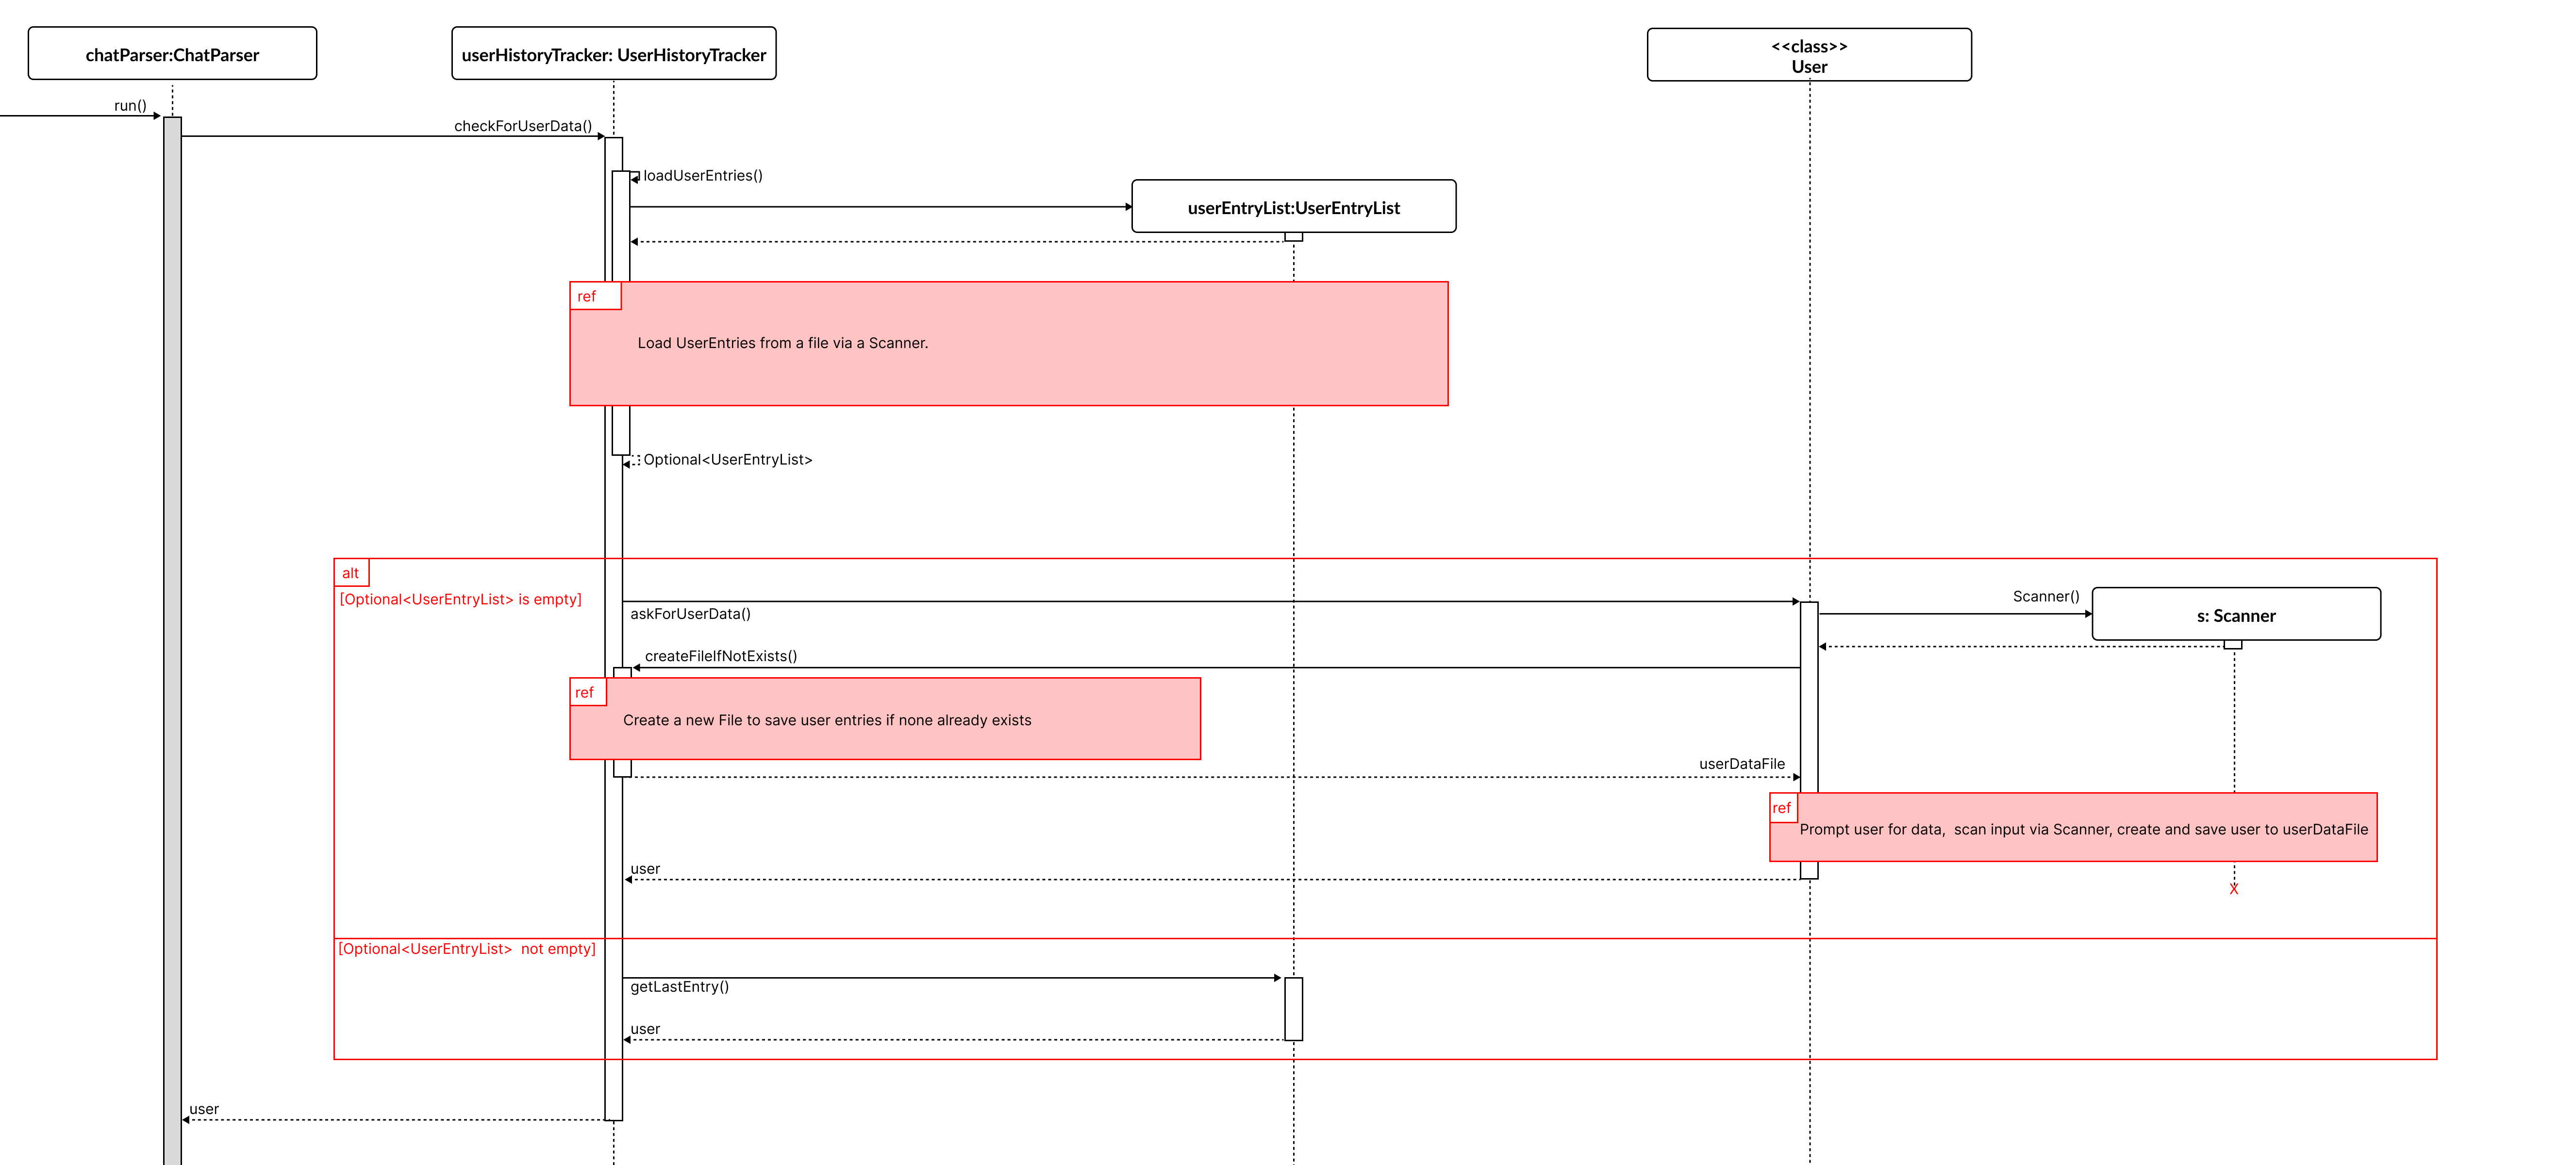 chatParser:ChatParser
userHistoryTracker: UserHistoryTracker
<<class>>
User
run()
checkForUserData()
loadUserEntries()
userEntryList:UserEntryList
ref
Load UserEntries from a file via a Scanner.
Optional<UserEntryList>
alt
[Optional<UserEntryList> is empty]
Scanner()
s: Scanner
askForUserData()
createFileIfNotExists()
ref
Create a new File to save user entries if none already exists
userDataFile
ref
Prompt user for data,  scan input via Scanner, create and save user to userDataFile
user
X
[Optional<UserEntryList>  not empty]
getLastEntry()
user
user